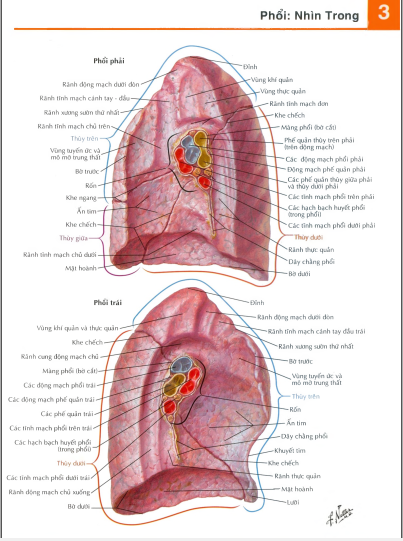 Phổi: Nhìn Trong
3
Phổi phải
Rãnh động mạch dưới đòn
Rãnh tĩnh mạch cánh tay - đầu
Rãnh xương sườn thứ nhất
Rãnh tĩnh mạch chủ trên
Thùy trên
Vùng tuyến ức và
mô mỡ trung thất
Bờ trước
Rốn
Khe ngang
Ấn tim
Khe chếch
Thùy giữa
Rãnh tĩnh mạch chủ dưới
Mặt hoành
Đỉnh
Vùng khí quản
Vùng thực quản
Rãnh tĩnh mạch đơn
Khe chếch
Màng phổi (bờ cắt)
Phế quản thùy trên phải
(trên động mạch)
Các động mạch phổi phải
Động mạch phế quản phải
Các phế quản thùy giữa phải
và thùy dưới phải
Các tĩnh mạch phổi trên phải
Các hạch bạch huyết phổi
(trong phổi)
Các tĩnh mạch phổi dưới phải
Thùy dưới
Rãnh thực quản
Dây chằng phổi
Bờ dưới
Phổi trái
Vùng khí quản và thực quản
Khe chếch
Rãnh cung động mạch chủ
Màng phổi (bờ cắt)
Các động mạch phổi trái
Các động mạch phế quản trái
Các phế quản trái
Các tĩnh mạch phổi trên trái
Các hạch bạch huyết phổi
(trong phổi)
Thùy dưới
Các tĩnh mạch phổi dưới trái
Rãnh động mạch chủ xuống
Bờ dưới
Đỉnh
Rãnh động mạch dưới đòn
Rãnh tĩnh mạch cánh tay đầu trái
Rãnh xương sườn thứ nhất
Bờ trước
Vùng tuyến ức và
mô mỡ trung thất
Thùy trên
Rốn
Ấn tim
Dây chằng phổi
Khuyết tim
Khe chếch
Rãnh thực quản
Mặt hoành
Lưỡi